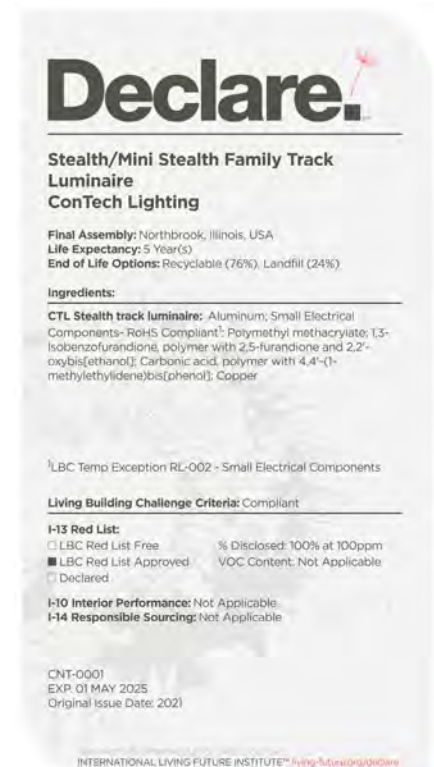 Declare.
Stealth/Mini Stealth Family Track
Luminaire
ConTech Lighting
Final Assembly: Northbrook, Illinois, USA
Life Expectancy: 5 Year(s)
End of Life Options: Recyclable (76%), Landfill (24%)
Ingredients:
CTL Stealth track luminaire: Aluminum; Small Electrical
Components- RoHS Compliant¹; Polymethyl methacrylate; 1,3-
Isobenzofurandione, polymer with 2,5-furandione and 2,2'-
oxybis[ethanol]; Carbonic acid, polymer with 4,4'-(1-
methylethylidene)bis[phenol]; Copper
¹LBC Temp Exception RL-002 - Small Electrical Components
Living Building Challenge Criteria: Compliant
I-13 Red List:
LBC Red List Free % Disclosed: 100% at 100ppm
LBC Red List Approved VOC Content: Not Applicable
Declared
I-10 Interior Performance: Not Applicable
I-14 Responsible Sourcing: Not Applicable
CNT-0001
EXP. 01 MAY 2025
Original Issue Date: 2021
INTERNATIONAL LIVING FUTURE INSTITUTE™ living-future.org/declare